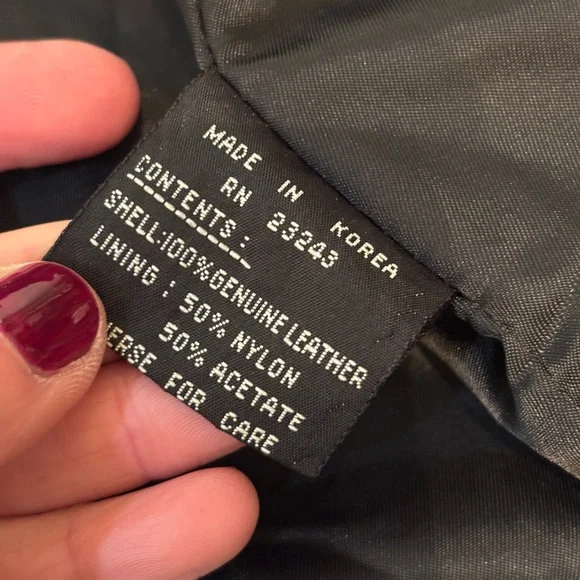 MADE IN KOREA
RN 23243
CONTENTS:
SHELL:100%GENUINE LEATHER
LINING: 50% NYLON
50% ACETATE
FOR CARE